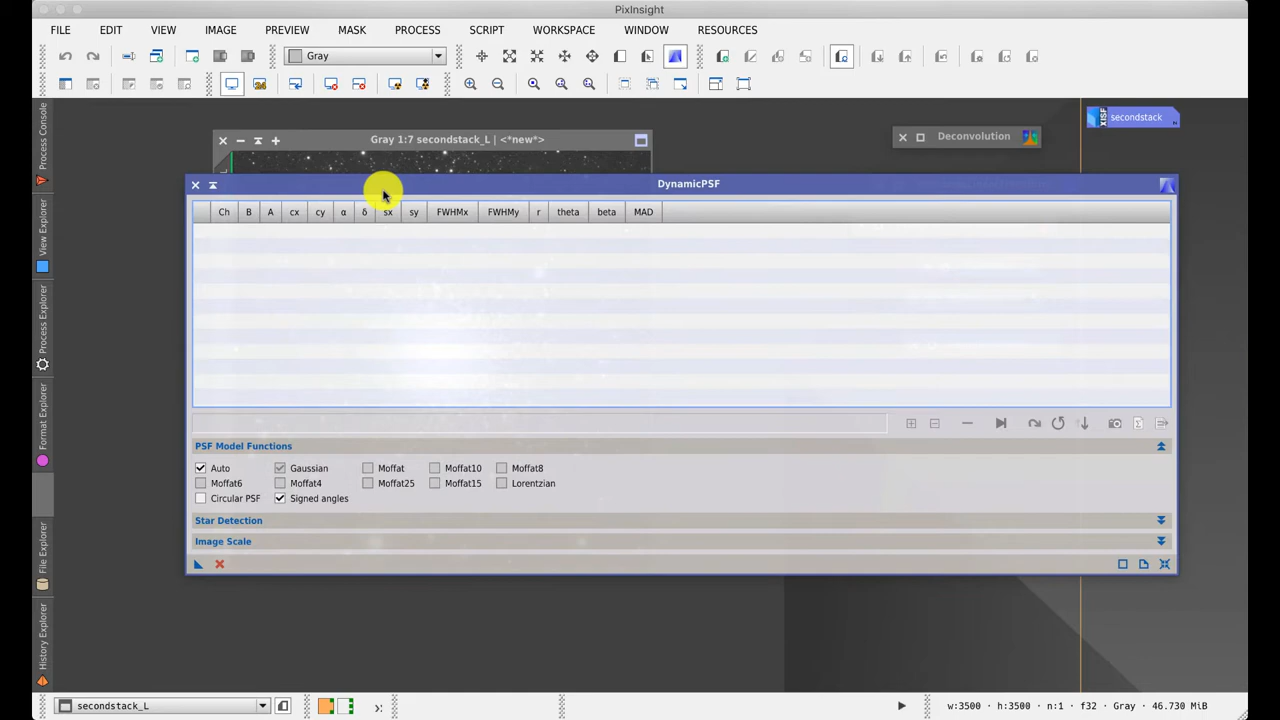 PixInsight
FILE EDIT VIEW IMAGE PREVIEW MASK PROCESS SCRIPT WORKSPACE WINDOW RESOURCES
Gray
Process Console
View Explorer
Process Explorer
Format Explorer
File Explorer
History Explorer
XISF secondstack
Gray 1:7 secondstack_L | <*new*>
Deconvolution
DynamicPSF
Ch B A cx cy α δ sx sy FWHMx FWHMy r theta beta MAD
PSF Model Functions
Auto Gaussian Moffat Moffat10 Moffat8
Moffat6 Moffat4 Moffat25 Moffat15 Lorentzian
Circular PSF Signed angles
Star Detection
Image Scale
secondstack_L
w:3500 h:3500 n:1 f32 Gray 46.730 MiB